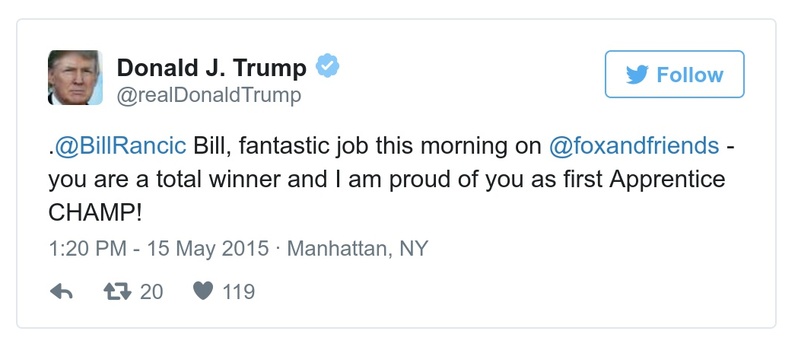 Donald J. Trump
@realDonaldTrump
Follow
.@BillRancic Bill, fantastic job this morning on @foxandfriends -
you are a total winner and I am proud of you as first Apprentice
CHAMP!
1:20 PM - 15 May 2015 · Manhattan, NY
20 119